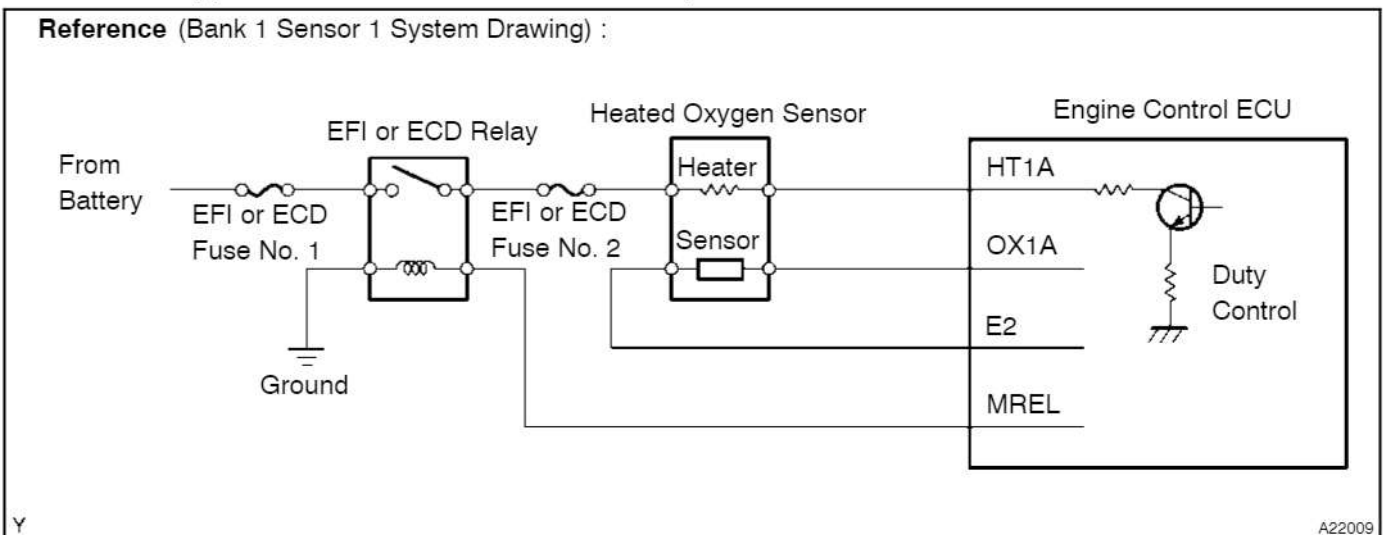 Reference (Bank 1 Sensor 1 System Drawing) :
Heated Oxygen Sensor
Engine Control ECU
EFI or ECD Relay
From
Battery
Heater
HT1A
EFI or ECD
Fuse No. 1
EFI or ECD
Fuse No. 2
Sensor
OX1A
Duty
Control
E2
Ground
MREL
Y
A22009